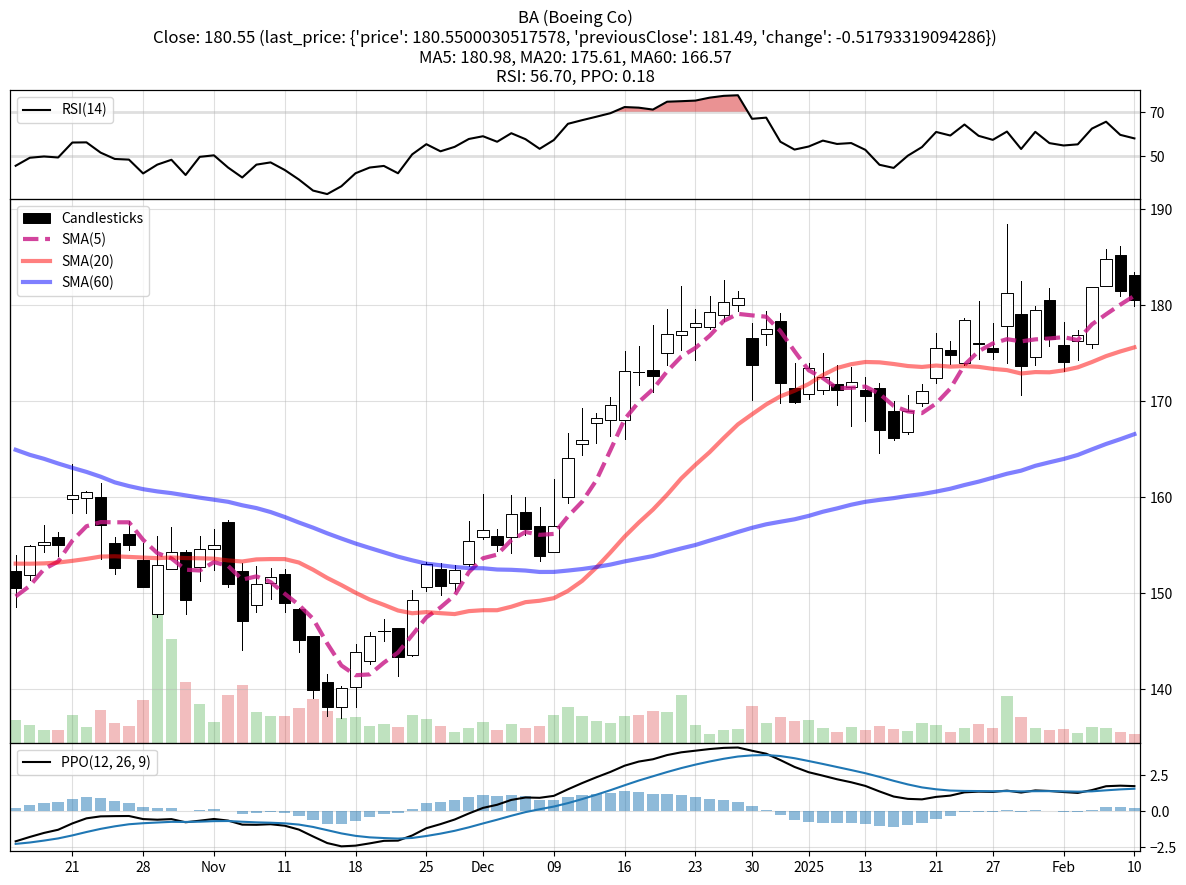 BA (Boeing Co)
Close: 180.55 (last_price: {'price': 180.5500030517578, 'previousClose': 181.49, 'change': -0.51793319094286})
MA5: 180.98, MA20: 175.61, MA60: 166.57
RSI: 56.70, PPO: 0.18
RSI(14)
70
50
Candlesticks
SMA(5)
SMA(20)
SMA(60)
190
180
170
160
150
140
PPO(12, 26, 9)
2.5
0.0
−2.5
21 28 Nov 11 18 25 Dec 09 16 23 30 2025 13 21 27 Feb 10